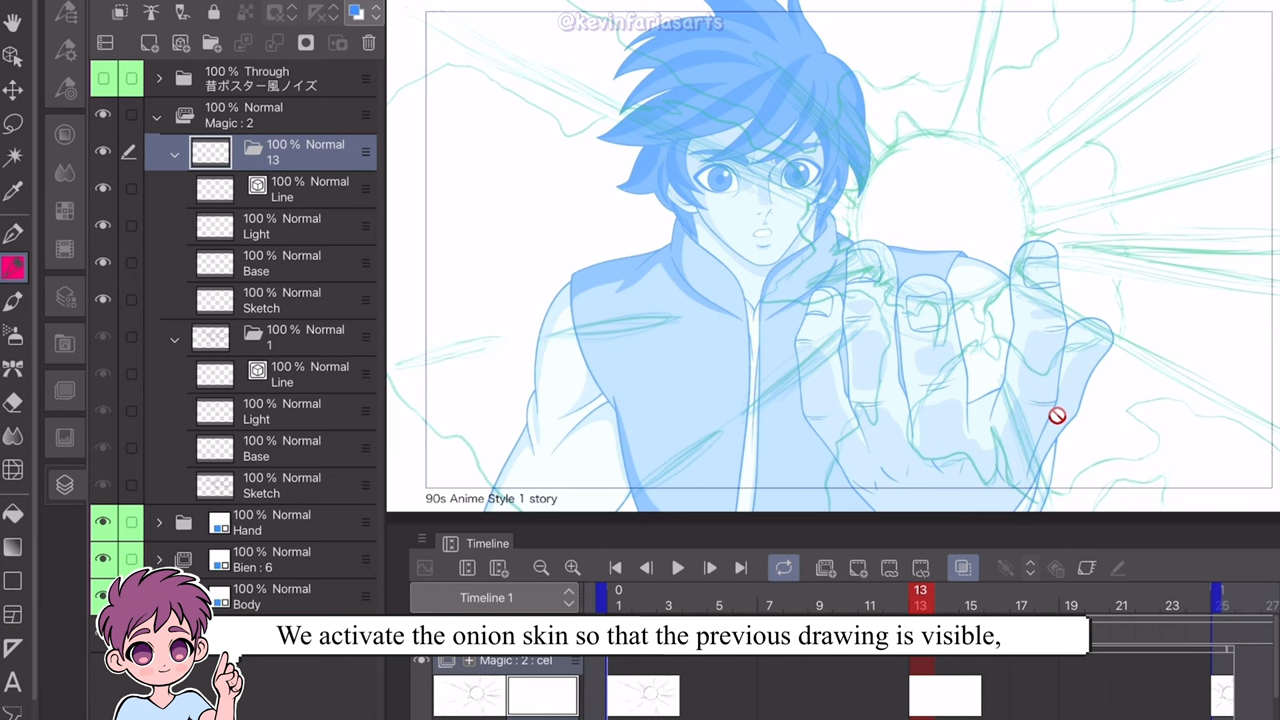 @kevinfariasarts
100 % Through
昔ポスター風ノイズ
100 % Normal
Magic : 2
100 % Normal
13
100 % Normal
Line
100 % Normal
Light
100 % Normal
Base
100 % Normal
Sketch
100 % Normal
1
100 % Normal
Line
100 % Normal
Light
100 % Normal
Base
100 % Normal
Sketch
100 % Normal
Hand
100 % Normal
Bien : 6
100 % Normal
Body
90s Anime Style 1 story
Timeline
Timeline 1
0 13 1
1 3 5 7 9 11 13 15 17 19 21 23 25 27
We activate the onion skin so that the previous drawing is visible,
Magic : 2 : cel
A